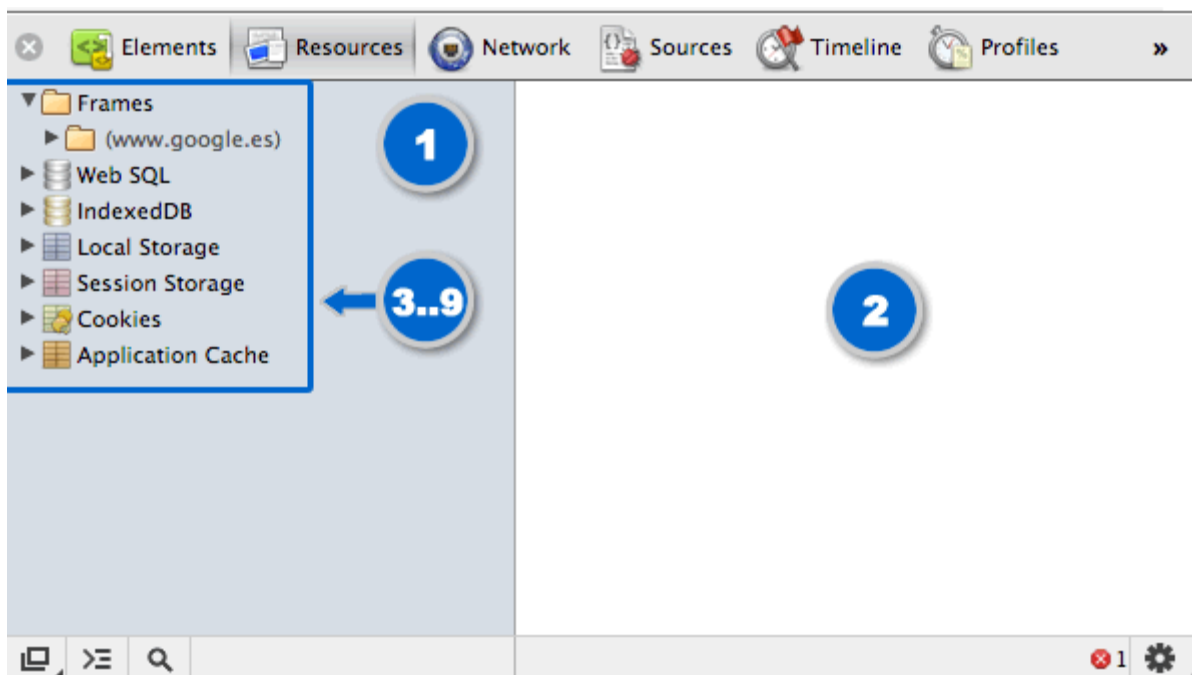 Elements Resources Network Sources Timeline Profiles »
Frames
(www.google.es)
Web SQL
IndexedDB
Local Storage
Session Storage
Cookies
Application Cache
1
3..9
2
1